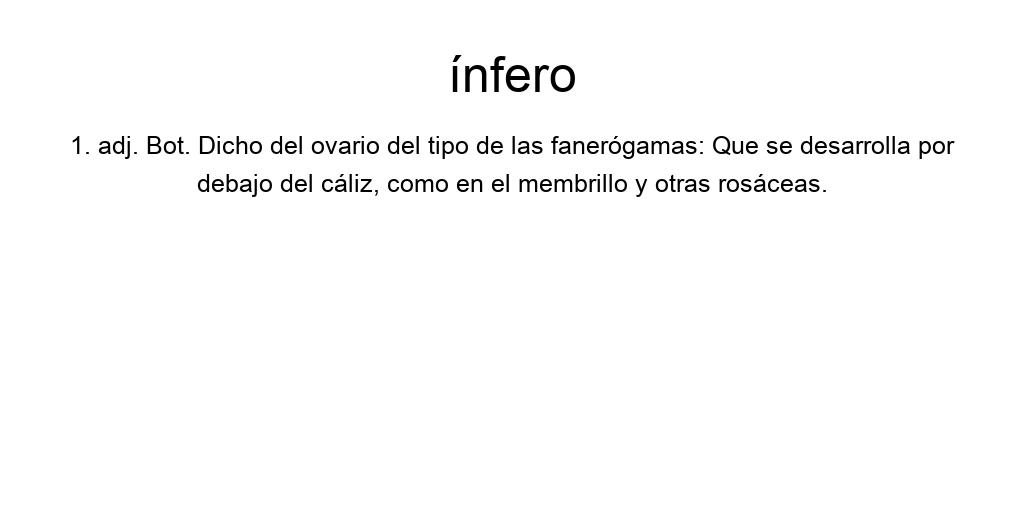 ínfero
1. adj. Bot. Dicho del ovario del tipo de las fanerógamas: Que se desarrolla por
debajo del cáliz, como en el membrillo y otras rosáceas.